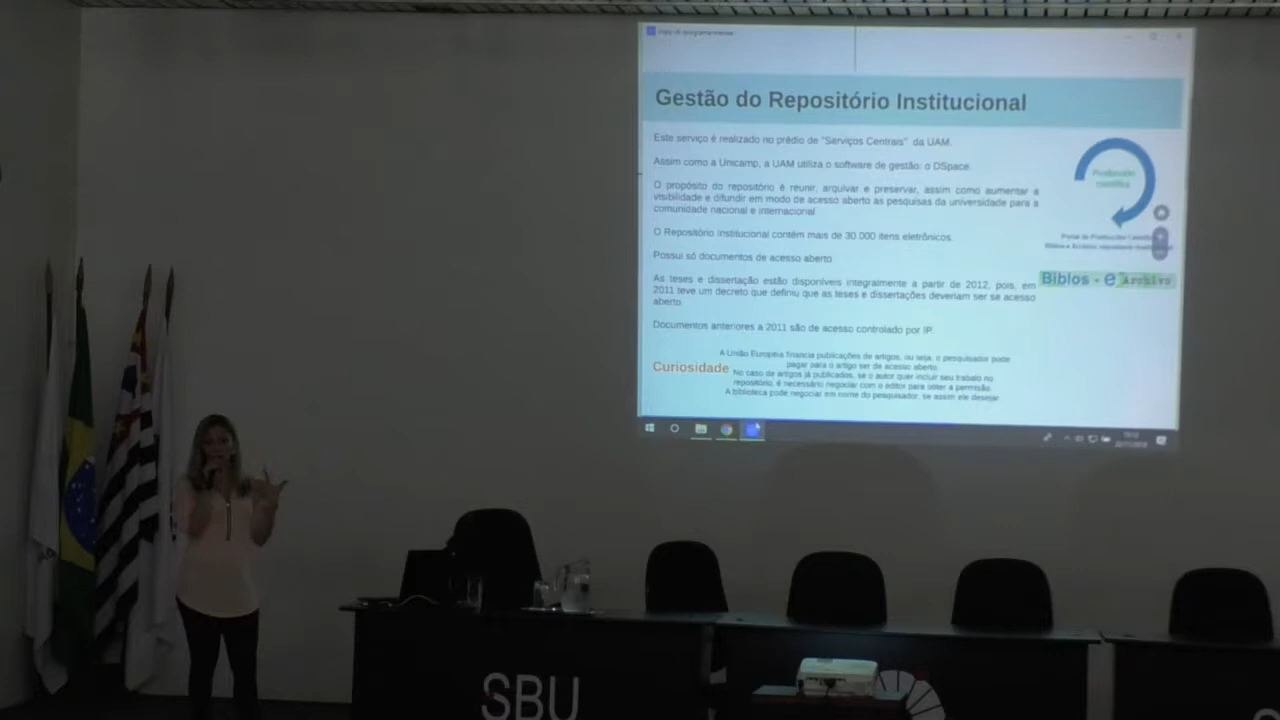 Gestão do Repositório Institucional
Este serviço é realizado no prédio de "Serviços Centrais" da UAM.
Assim como a Unicamp, a UAM utiliza o software de gestão: o DSpace.
O propósito do repositório é reunir, arquivar e preservar, assim como aumentar a
visibilidade e difundir em modo de acesso aberto as pesquisas da universidade para a
comunidade nacional e internacional
O Repositório Institucional contém mais de 30.000 itens eletrônicos.
Possui só documentos de acesso aberto
As teses e dissertação estão disponíveis integralmente a partir de 2012, pois, em
2011 teve um decreto que definiu que as teses e dissertações deveriam ser se acesso
aberto.
Documentos anteriores a 2011 são de acesso controlado por IP.
Curiosidade
A União Europeia financia publicações de artigos, ou seja, o pesquisador pode
pagar para o artigo ser de acesso aberto
No caso de artigos já publicados, se o autor quer incluir seu trabalo no
repositório, é necessário negociar com o editor para obter a permissão
A biblioteca pode negociar em nome do pesquisador, se assim ele desejar
Producción
científica
Biblos - e Archivo
SBU